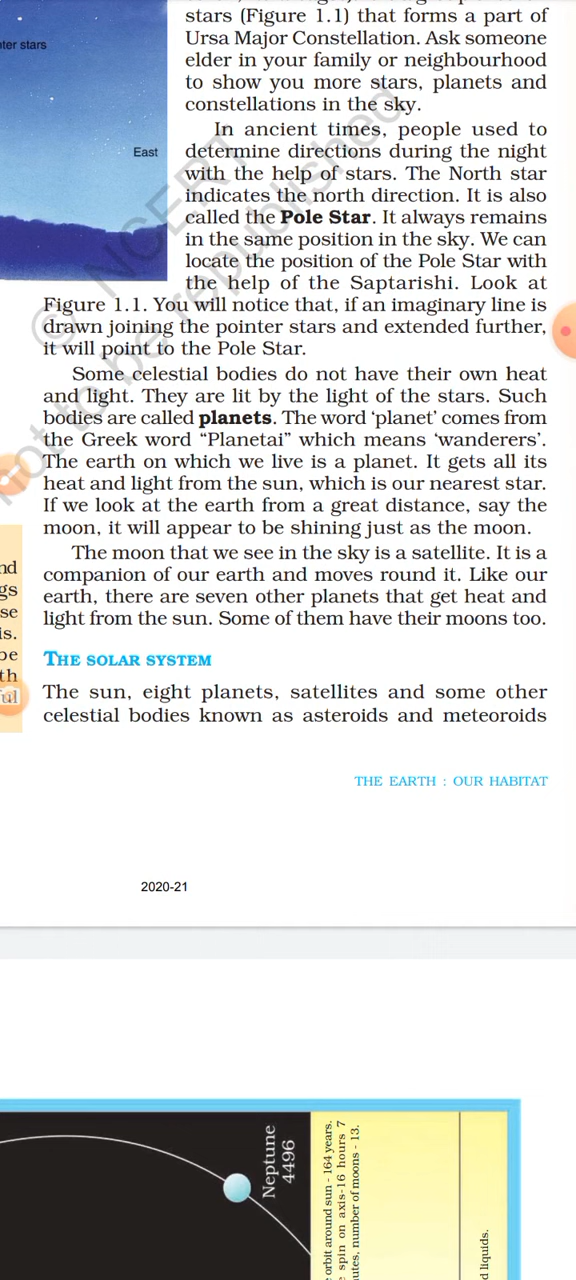 stars (Figure 1.1) that forms a part of
Ursa Major Constellation. Ask someone
elder in your family or neighbourhood
to show you more stars, planets and
constellations in the sky.
In ancient times, people used to
determine directions during the night
with the help of stars. The North star
indicates the north direction. It is also
called the Pole Star. It always remains
in the same position in the sky. We can
locate the position of the Pole Star with
the help of the Saptarishi. Look at
Figure 1.1. You will notice that, if an imaginary line is
drawn joining the pointer stars and extended further,
it will point to the Pole Star.
stars
East
© NCERT
not to be republished
Some celestial bodies do not have their own heat
and light. They are lit by the light of the stars. Such
bodies are called planets. The word ‘planet’ comes from
the Greek word “Planetai” which means ‘wanderers’.
The earth on which we live is a planet. It gets all its
heat and light from the sun, which is our nearest star.
If we look at the earth from a great distance, say the
moon, it will appear to be shining just as the moon.
The moon that we see in the sky is a satellite. It is a
companion of our earth and moves round it. Like our
earth, there are seven other planets that get heat and
light from the sun. Some of them have their moons too.
THE SOLAR SYSTEM
The sun, eight planets, satellites and some other
celestial bodies known as asteroids and meteoroids
THE EARTH : OUR HABITAT
2020-21
Neptune
4496
orbit around sun - 164 years.
spin on axis-16 hours 7
utes, number of moons - 13.
d liquids.